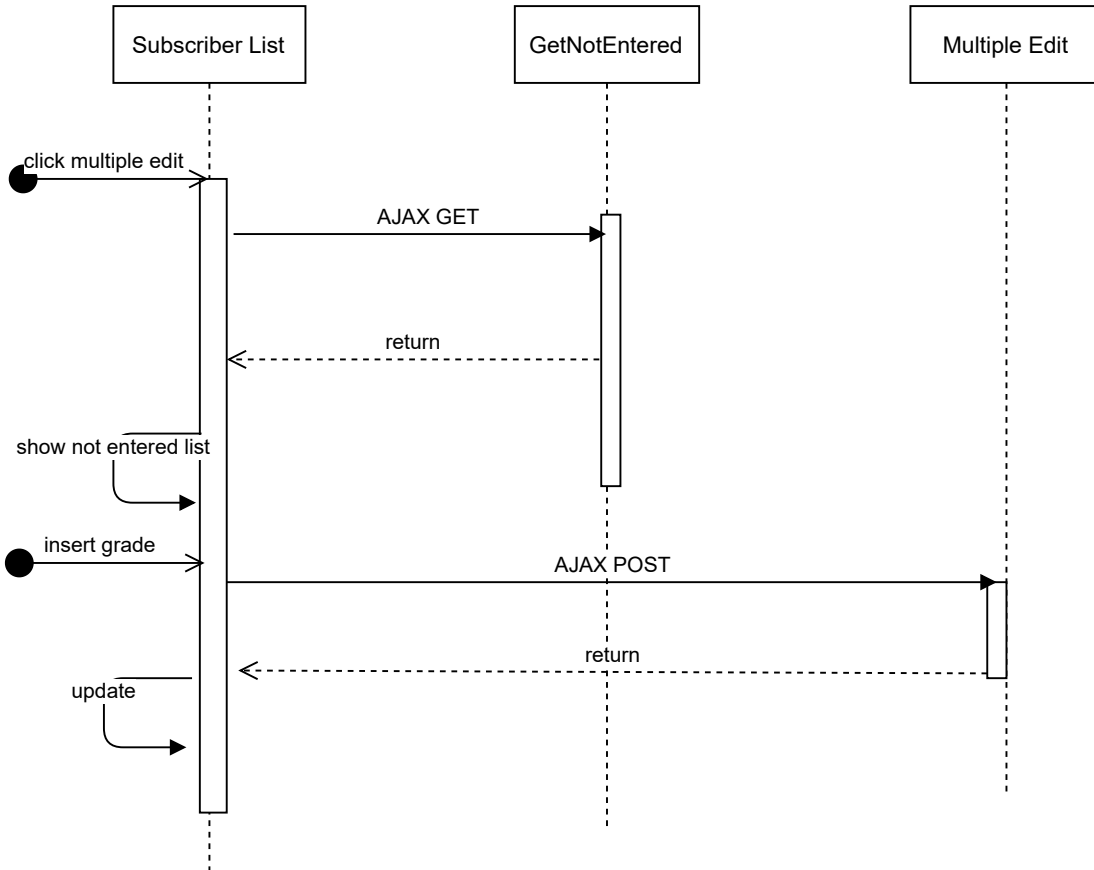 Subscriber List
GetNotEntered
Multiple Edit
click multiple edit
AJAX GET
return
show not entered list
insert grade
AJAX POST
return
update